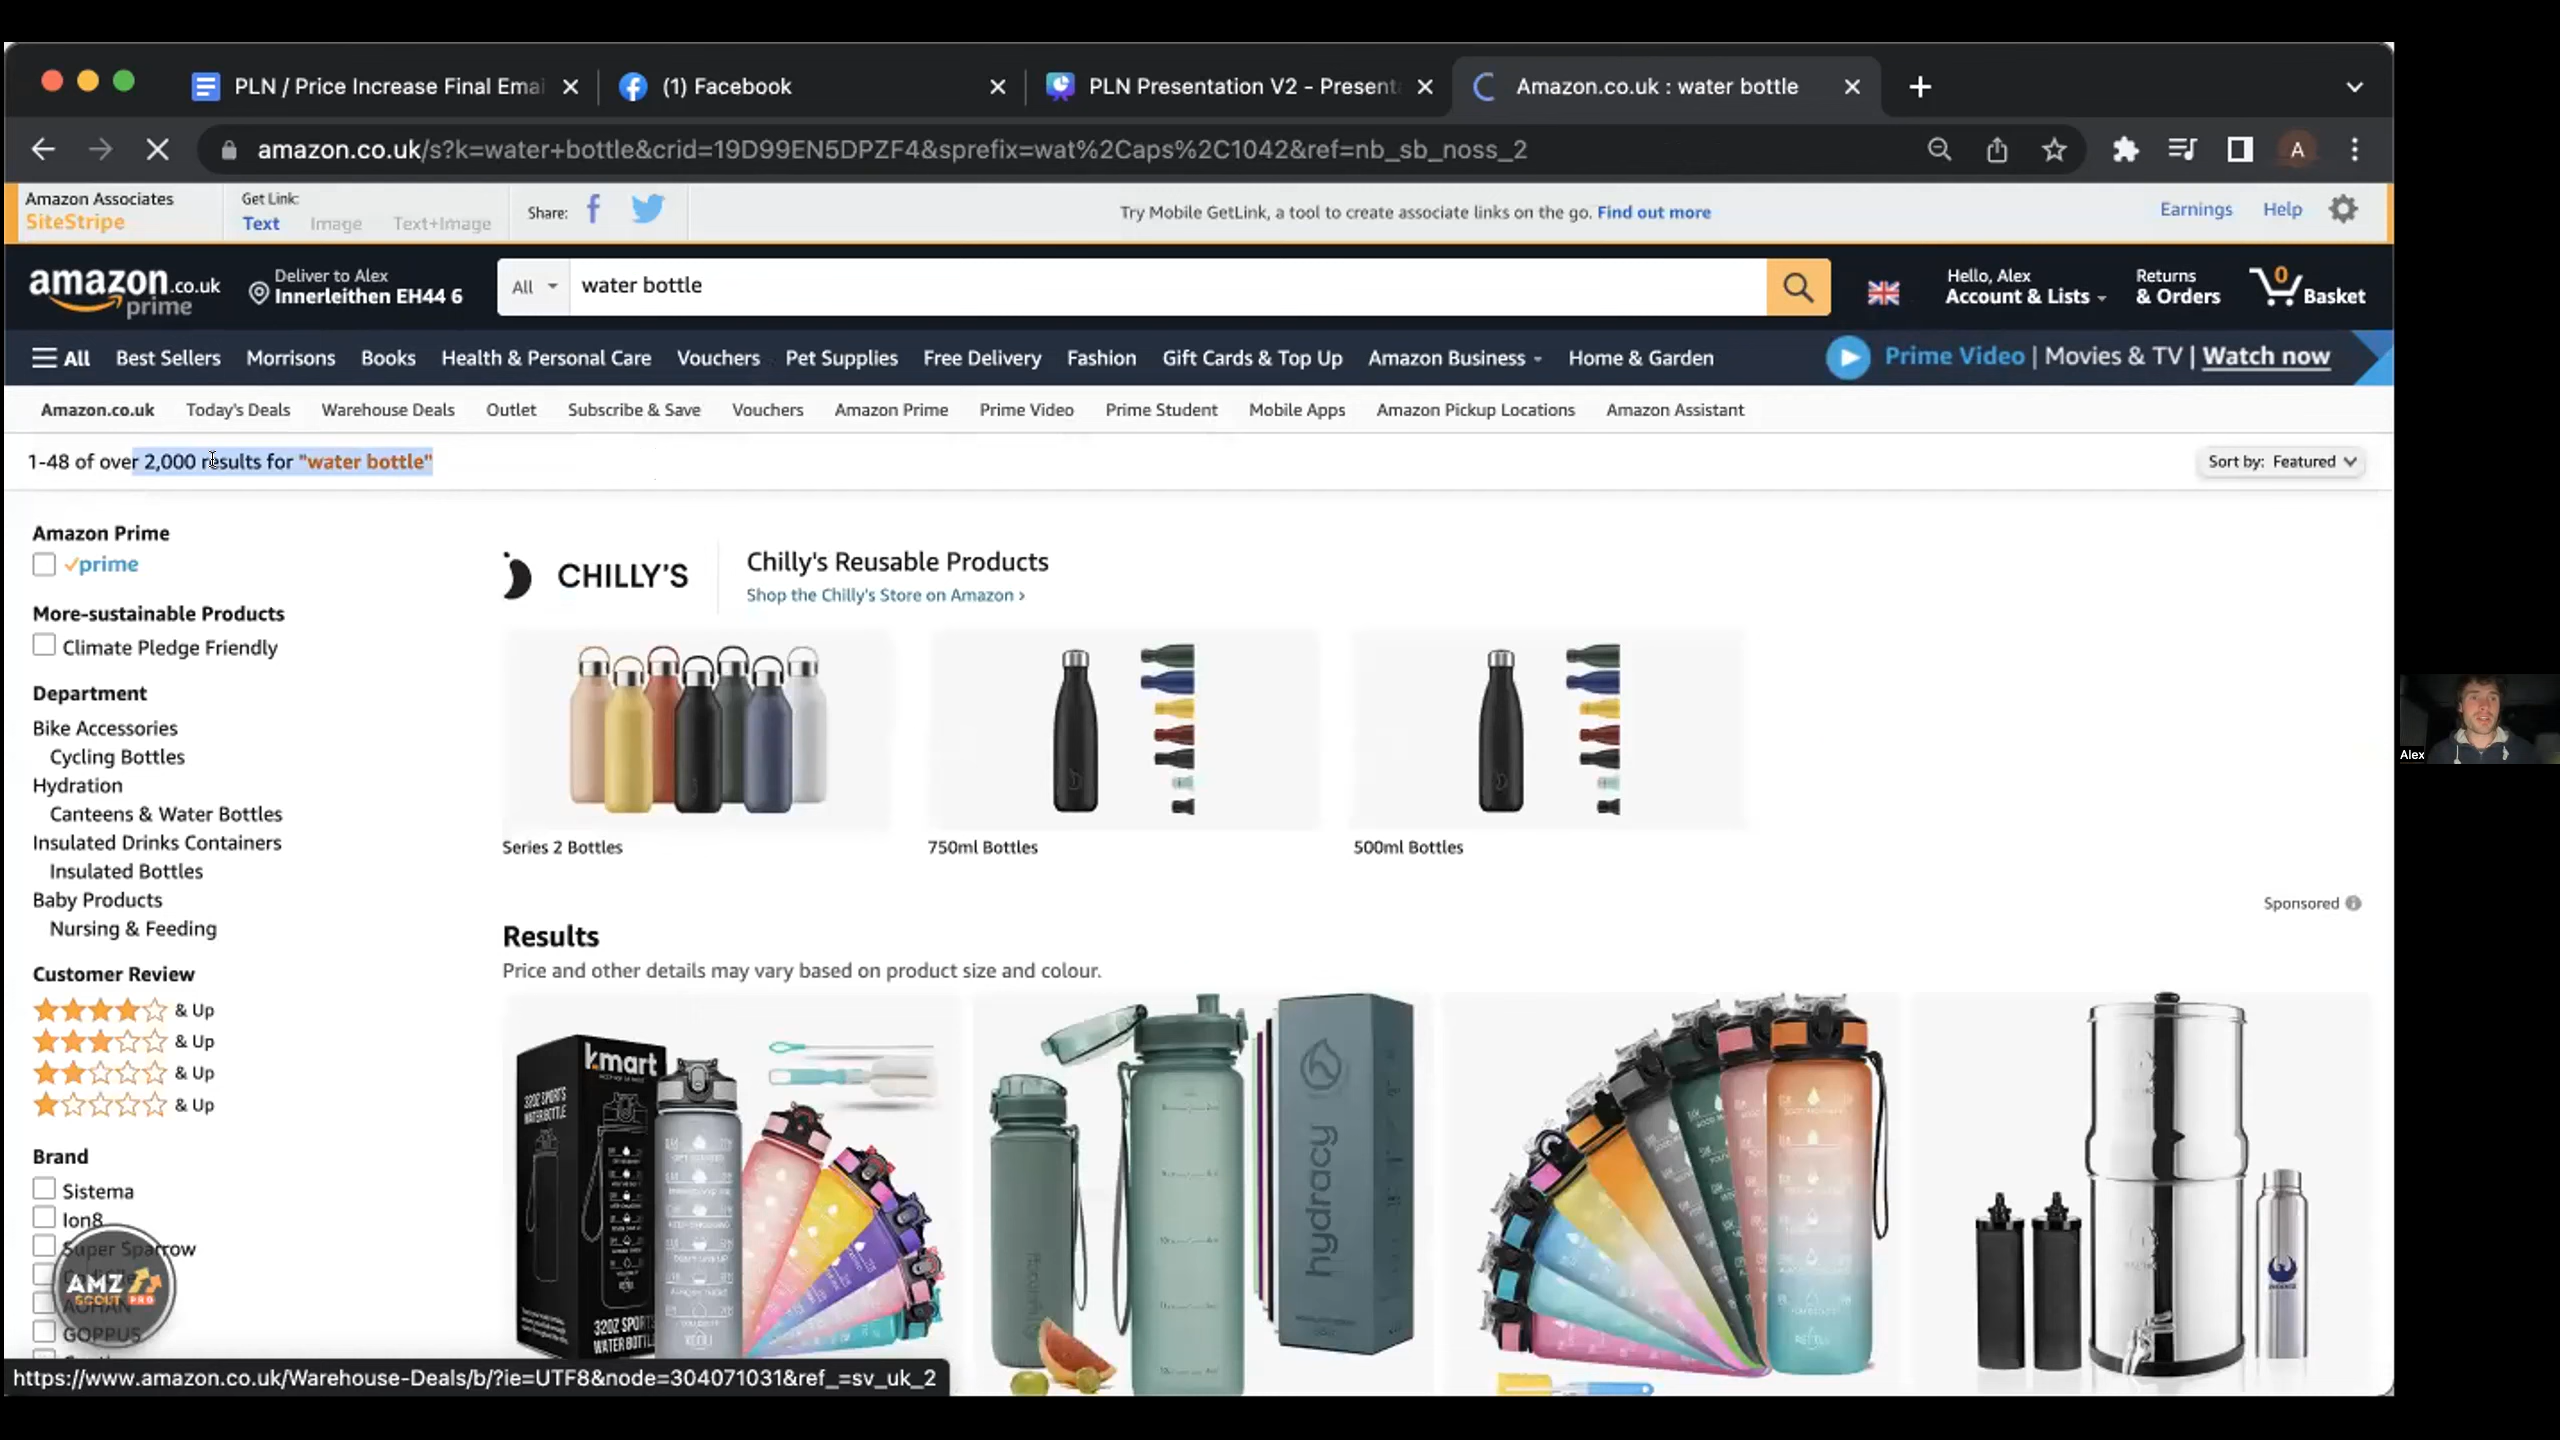 PLN / Price Increase Final Emai
(1) Facebook
PLN Presentation V2 - Present
Amazon.co.uk : water bottle
amazon.co.uk/s?k=water+bottle&crid=19D99EN5DPZF4&sprefix=wat%2Caps%2C1042&ref=nb_sb_noss_2
A
Amazon Associates
SiteStripe
Get Link:
Text Image Text+Image
Share:
Try Mobile GetLink, a tool to create associate links on the go. Find out more
Earnings Help
amazon.co.uk
prime
Deliver to Alex
Innerleithen EH44 6
All
water bottle
Hello, Alex
Account & Lists
Returns
& Orders
0
Basket
All Best Sellers Morrisons Books Health & Personal Care Vouchers Pet Supplies Free Delivery Fashion Gift Cards & Top Up Amazon Business Home & Garden
Prime Video | Movies & TV | Watch now
Amazon.co.uk Today's Deals Warehouse Deals Outlet Subscribe & Save Vouchers Amazon Prime Prime Video Prime Student Mobile Apps Amazon Pickup Locations Amazon Assistant
1-48 of over 2,000 results for "water bottle"
Sort by: Featured
Amazon Prime
prime
More-sustainable Products
Climate Pledge Friendly
Department
Bike Accessories
Cycling Bottles
Hydration
Canteens & Water Bottles
Insulated Drinks Containers
Insulated Bottles
Baby Products
Nursing & Feeding
Customer Review
& Up
& Up
& Up
& Up
Brand
Sistema
Ion8
Super Sparrow
GOPPUS
AMZ
SCOUT PRO
CHILLY'S
Chilly's Reusable Products
Shop the Chilly's Store on Amazon ›
Series 2 Bottles
750ml Bottles
500ml Bottles
Sponsored
Results
Price and other details may vary based on product size and colour.
kmart
32OZ SPORTS
WATER BOTTLE
32OZ SPORT
WATER BOTTLE
hydracy
https://www.amazon.co.uk/Warehouse-Deals/b/?ie=UTF8&node=304071031&ref_=sv_uk_2
Alex